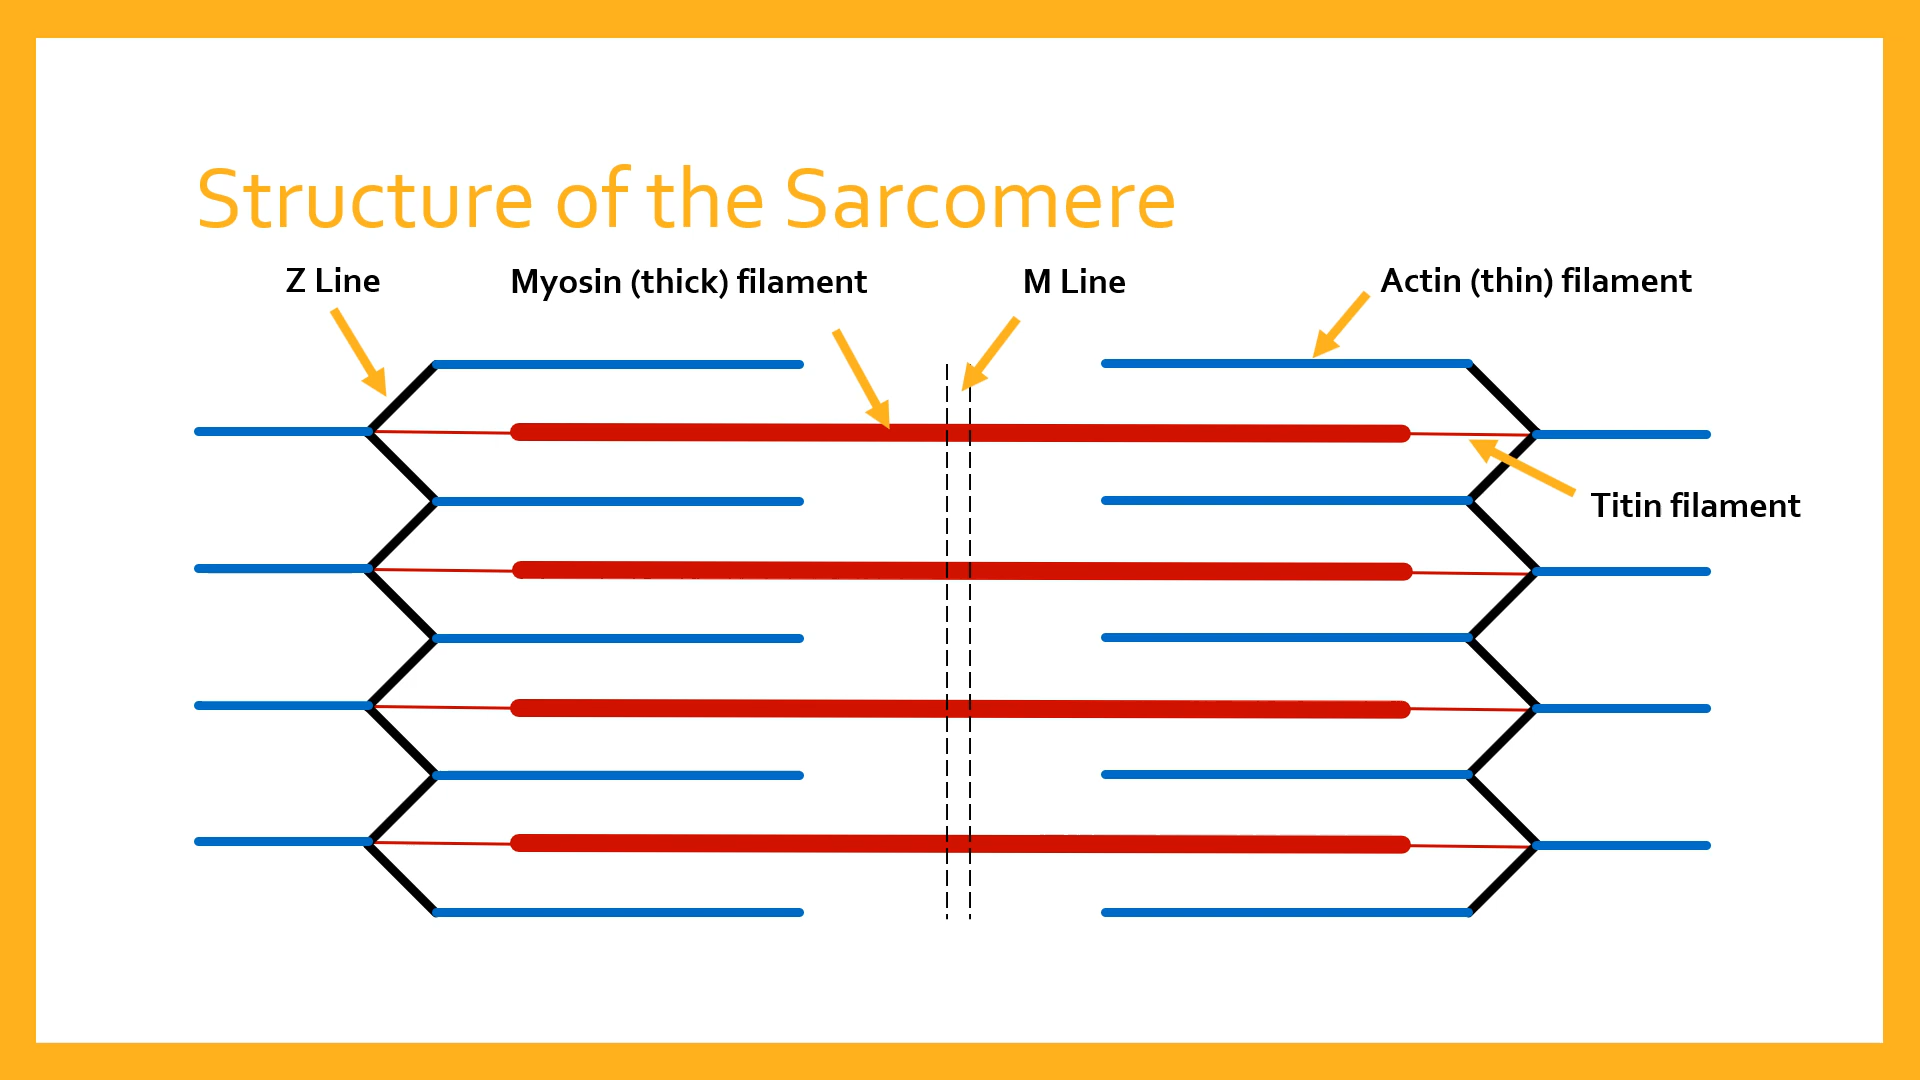 Structure of the Sarcomere
Z Line
Myosin (thick) filament
M Line
Actin (thin) filament
Titin filament